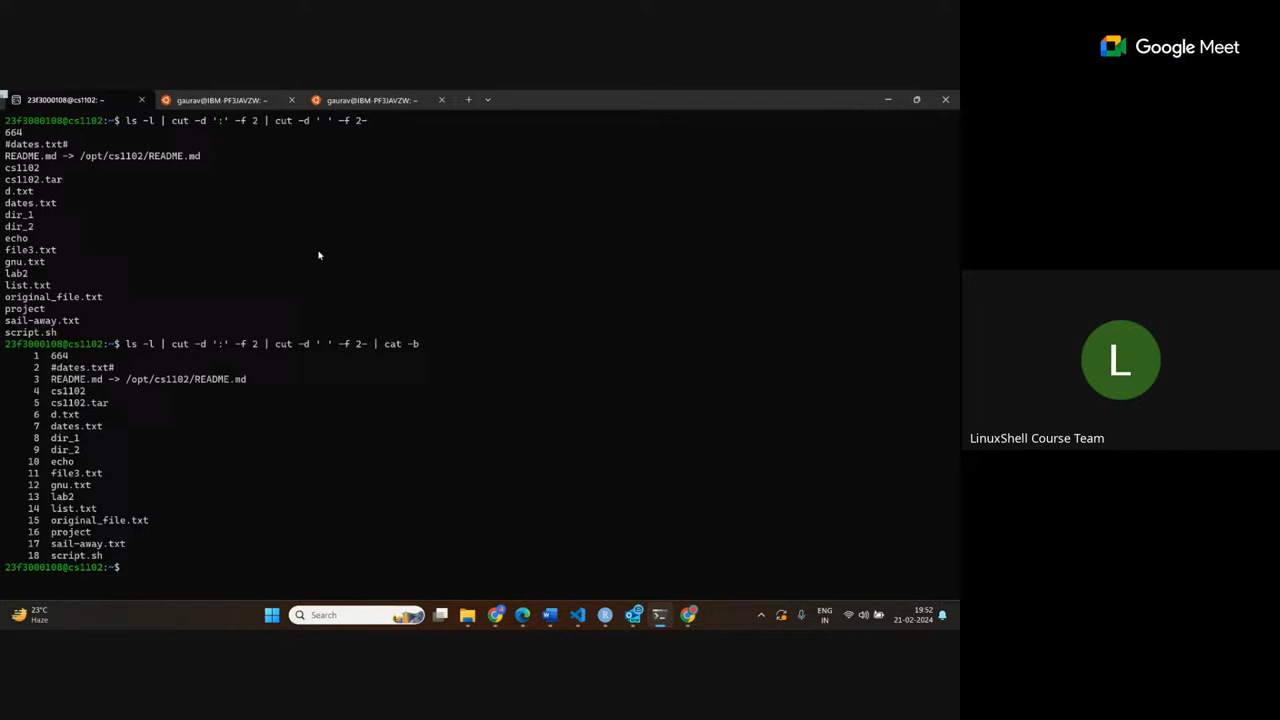 Google Meet
23f3000108@cs1102: ~
gaurav@IBM-PF3JAVZW: ~
gaurav@IBM-PF3JAVZW: ~
23f3000108@cs1102:~$ ls -l | cut -d ':' -f 2 | cut -d ' ' -f 2-
664
#dates.txt#
README.md -> /opt/cs1102/README.md
cs1102
cs1102.tar
d.txt
dates.txt
dir_1
dir_2
echo
file3.txt
gnu.txt
lab2
list.txt
original_file.txt
project
sail-away.txt
script.sh
23f3000108@cs1102:~$ ls -l | cut -d ':' -f 2 | cut -d ' ' -f 2- | cat -b
1 664
2 #dates.txt#
3 README.md -> /opt/cs1102/README.md
4 cs1102
5 cs1102.tar
6 d.txt
7 dates.txt
8 dir_1
9 dir_2
10 echo
11 file3.txt
12 gnu.txt
13 lab2
14 list.txt
15 original_file.txt
16 project
17 sail-away.txt
18 script.sh
23f3000108@cs1102:~$
L
LinuxShell Course Team
23°C
Haze
Search
ENG
IN
19:52
21-02-2024